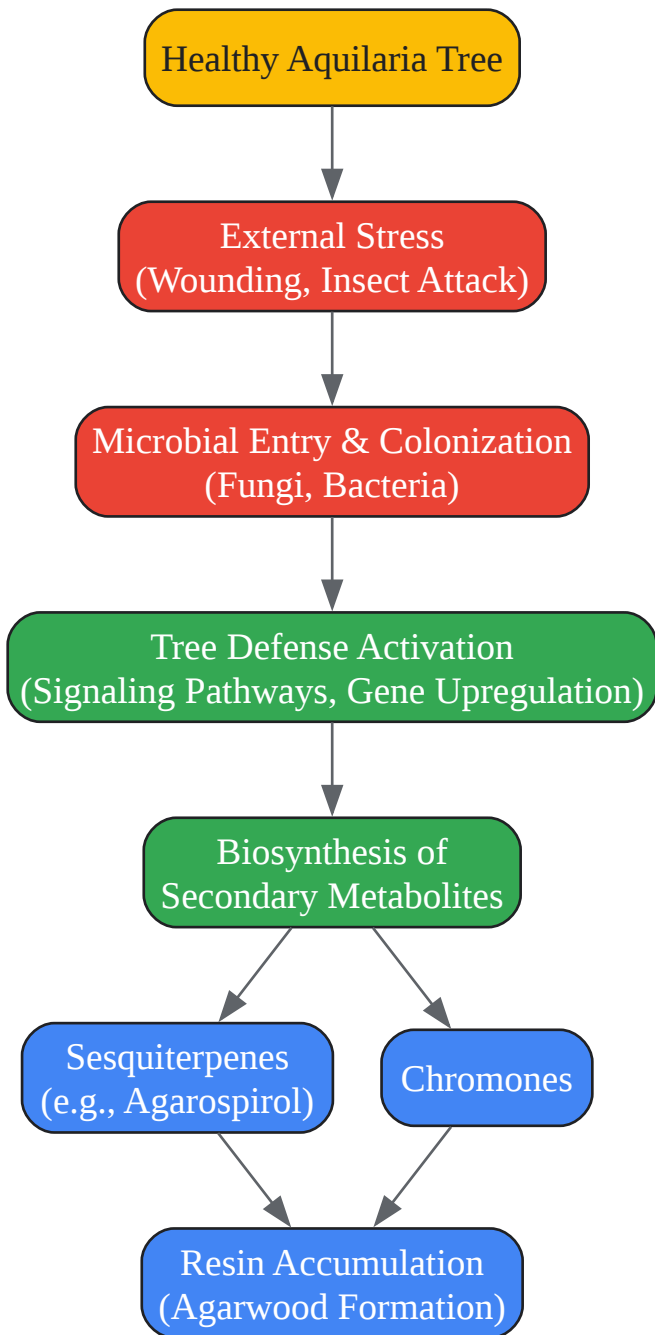 Healthy Aquilaria Tree
External Stress
(Wounding, Insect Attack)
Microbial Entry & Colonization
(Fungi, Bacteria)
Tree Defense Activation
(Signaling Pathways, Gene Upregulation)
Biosynthesis of
Secondary Metabolites
Sesquiterpenes
(e.g., Agarospirol)
Chromones
Resin Accumulation
(Agarwood Formation)